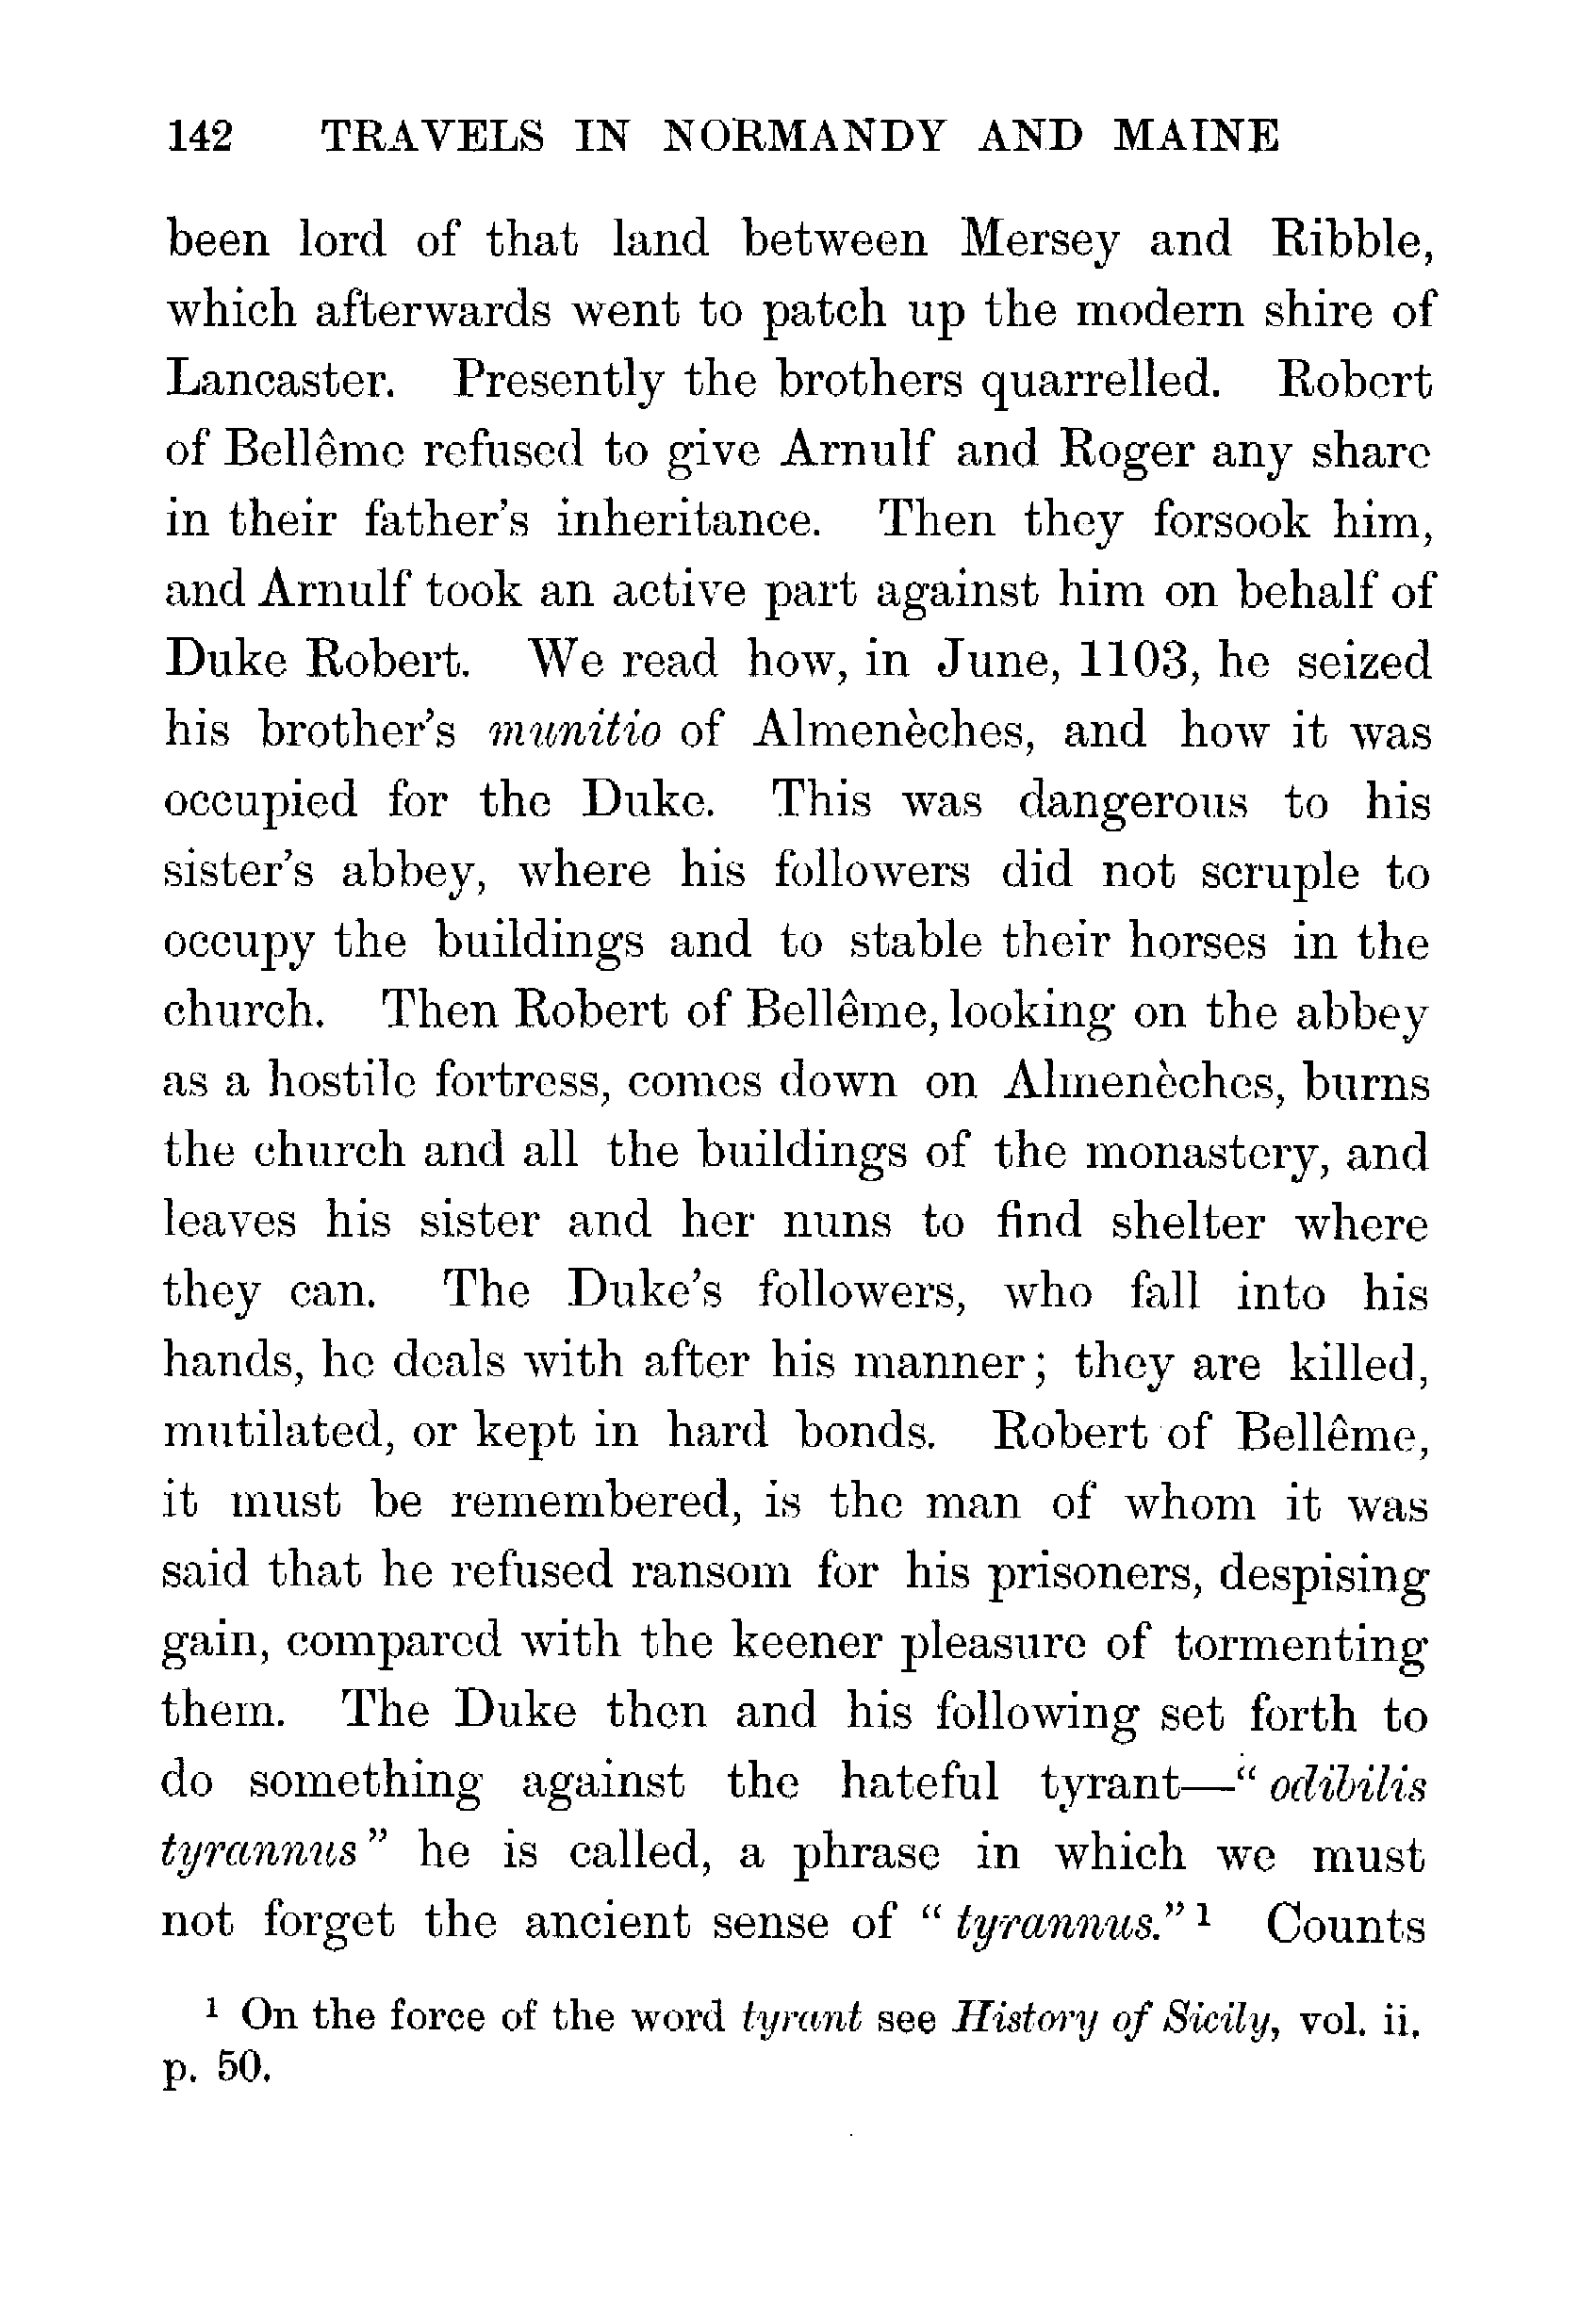 142 TRAVELS IN NORMANDY AND MAINE
been lord of that land between Mersey and Ribble,
which afterwards went to patch up the modern shire of
Lancaster. Presently the brothers quarrelled. Robert
of Bellême refused to give Arnulf and Roger any share
in their father's inheritance. Then they forsook him,
and Arnulf took an active part against him on behalf of
Duke Robert. We read how, in June, 1103, he seized
his brother's munitio of Almenèches, and how it was
occupied for the Duke. This was dangerous to his
sister's abbey, where his followers did not scruple to
occupy the buildings and to stable their horses in the
church. Then Robert of Bellême, looking on the abbey
as a hostile fortress, comes down on Almenèches, burns
the church and all the buildings of the monastery, and
leaves his sister and her nuns to find shelter where
they can. The Duke's followers, who fall into his
hands, he deals with after his manner; they are killed,
mutilated, or kept in hard bonds. Robert of Bellême,
it must be remembered, is the man of whom it was
said that he refused ransom for his prisoners, despising
gain, compared with the keener pleasure of tormenting
them. The Duke then and his following set forth to
do something against the hateful tyrant—"odibilis
tyrannus" he is called, a phrase in which we must
not forget the ancient sense of "tyrannus."¹ Counts
¹ On the force of the word tyrant see History of Sicily, vol. ii.
p. 50.